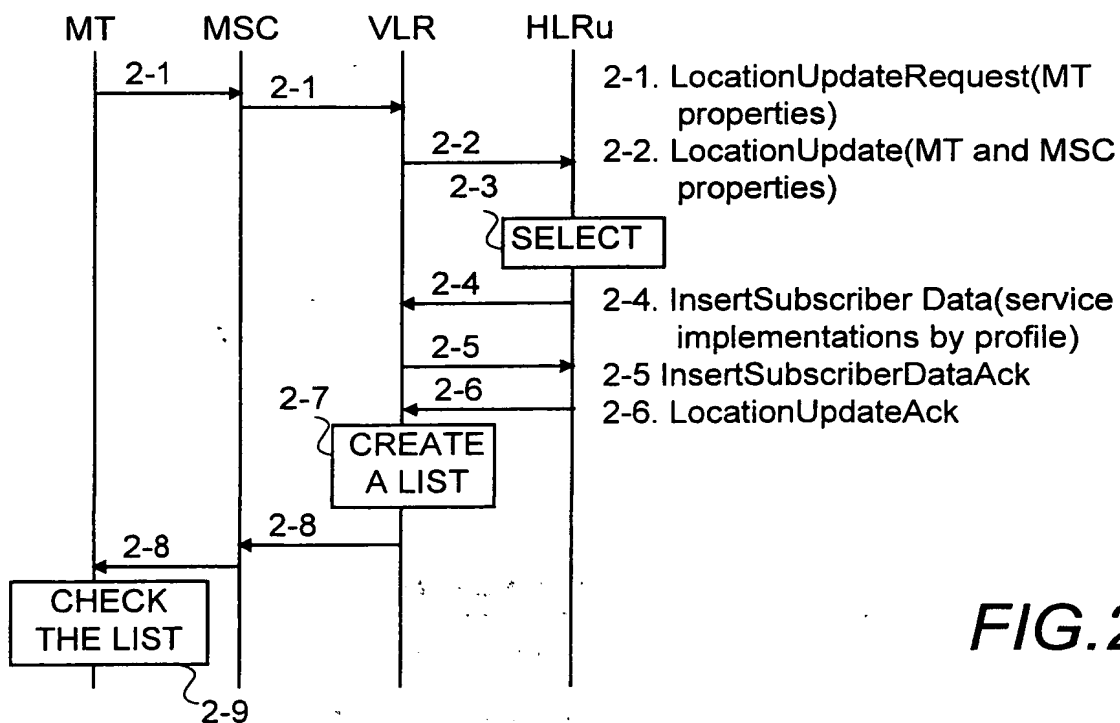 MT MSC VLR HLRu
2-1
2-1
2-1. LocationUpdateRequest(MT
properties)
2-2
2-2. LocationUpdate(MT and MSC
properties)
2-3
SELECT
2-4
2-4. InsertSubscriber Data(service
implementations by profile)
2-5
2-5 InsertSubscriberDataAck
2-6
2-6. LocationUpdateAck
2-7
CREATE
A LIST
2-8
2-8
CHECK
THE LIST
2-9
FIG.2